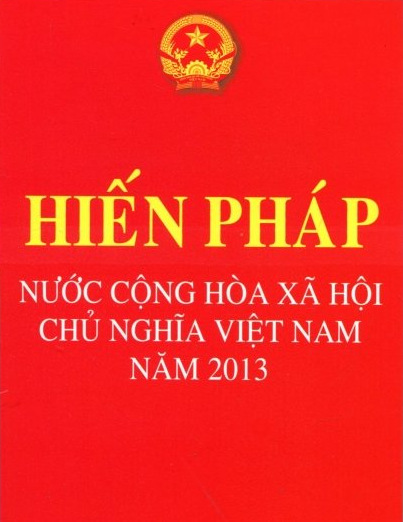 HIẾN PHÁP
NƯỚC CỘNG HÒA XÃ HỘI
CHỦ NGHĨA VIỆT NAM
NĂM 2013